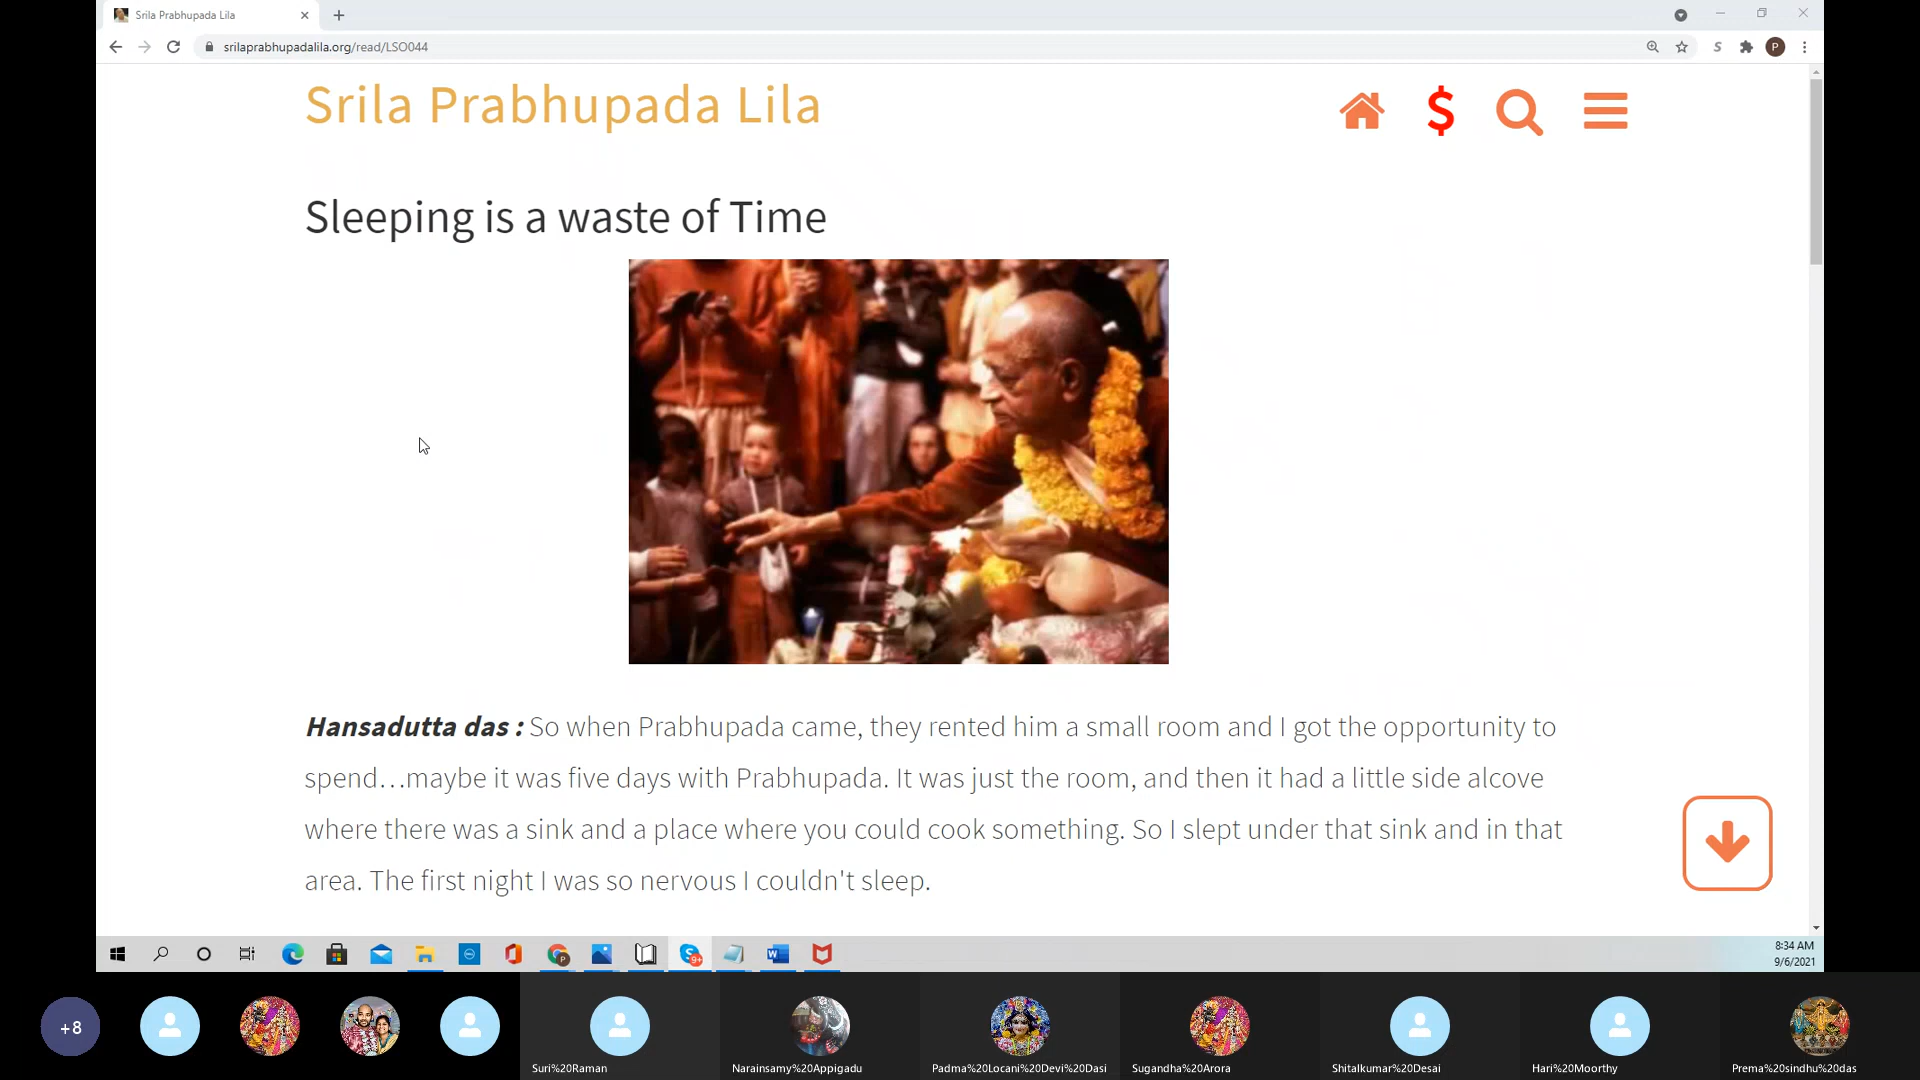 Srila Prabhupada Lila
srilaprabhupadalila.org/read/LSO044
S
P
Srila Prabhupada Lila
$
Sleeping is a waste of Time
Hansadutta das : So when Prabhupada came, they rented him a small room and I got the opportunity to
spend…maybe it was five days with Prabhupada. It was just the room, and then it had a little side alcove
where there was a sink and a place where you could cook something. So I slept under that sink and in that
area. The first night I was so nervous I couldn't sleep.
P
9+
8:34 AM
9/6/2021
+8
Suri%20Raman
Narainsamy%20Appigadu
Padma%20Locani%20Devi%20Dasi
Sugandha%20Arora
Shitalkumar%20Desai
Hari%20Moorthy
Prema%20sindhu%20das